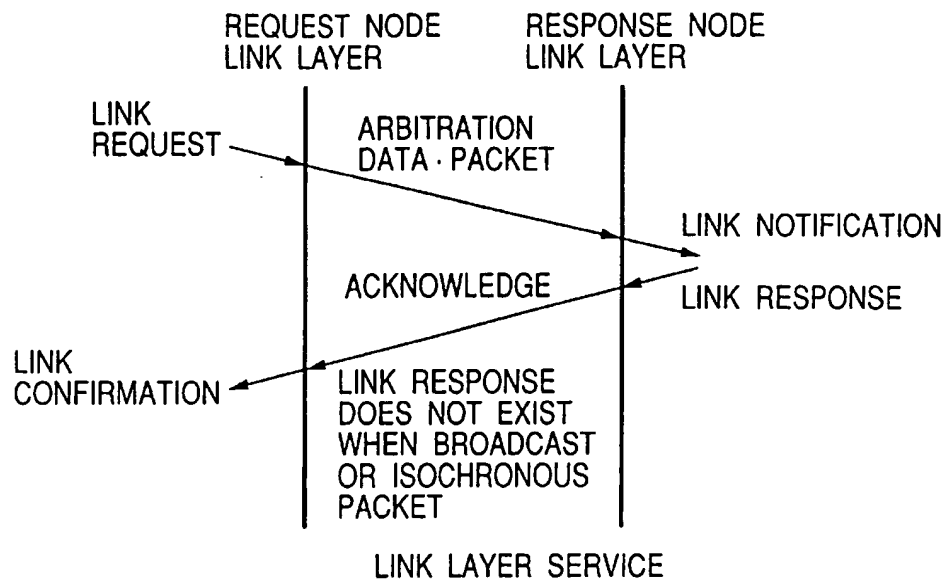 REQUEST NODE
LINK LAYER
RESPONSE NODE
LINK LAYER
LINK
REQUEST
ARBITRATION
DATA · PACKET
LINK NOTIFICATION
ACKNOWLEDGE
LINK RESPONSE
LINK
CONFIRMATION
LINK RESPONSE
DOES NOT EXIST
WHEN BROADCAST
OR ISOCHRONOUS
PACKET
LINK LAYER SERVICE